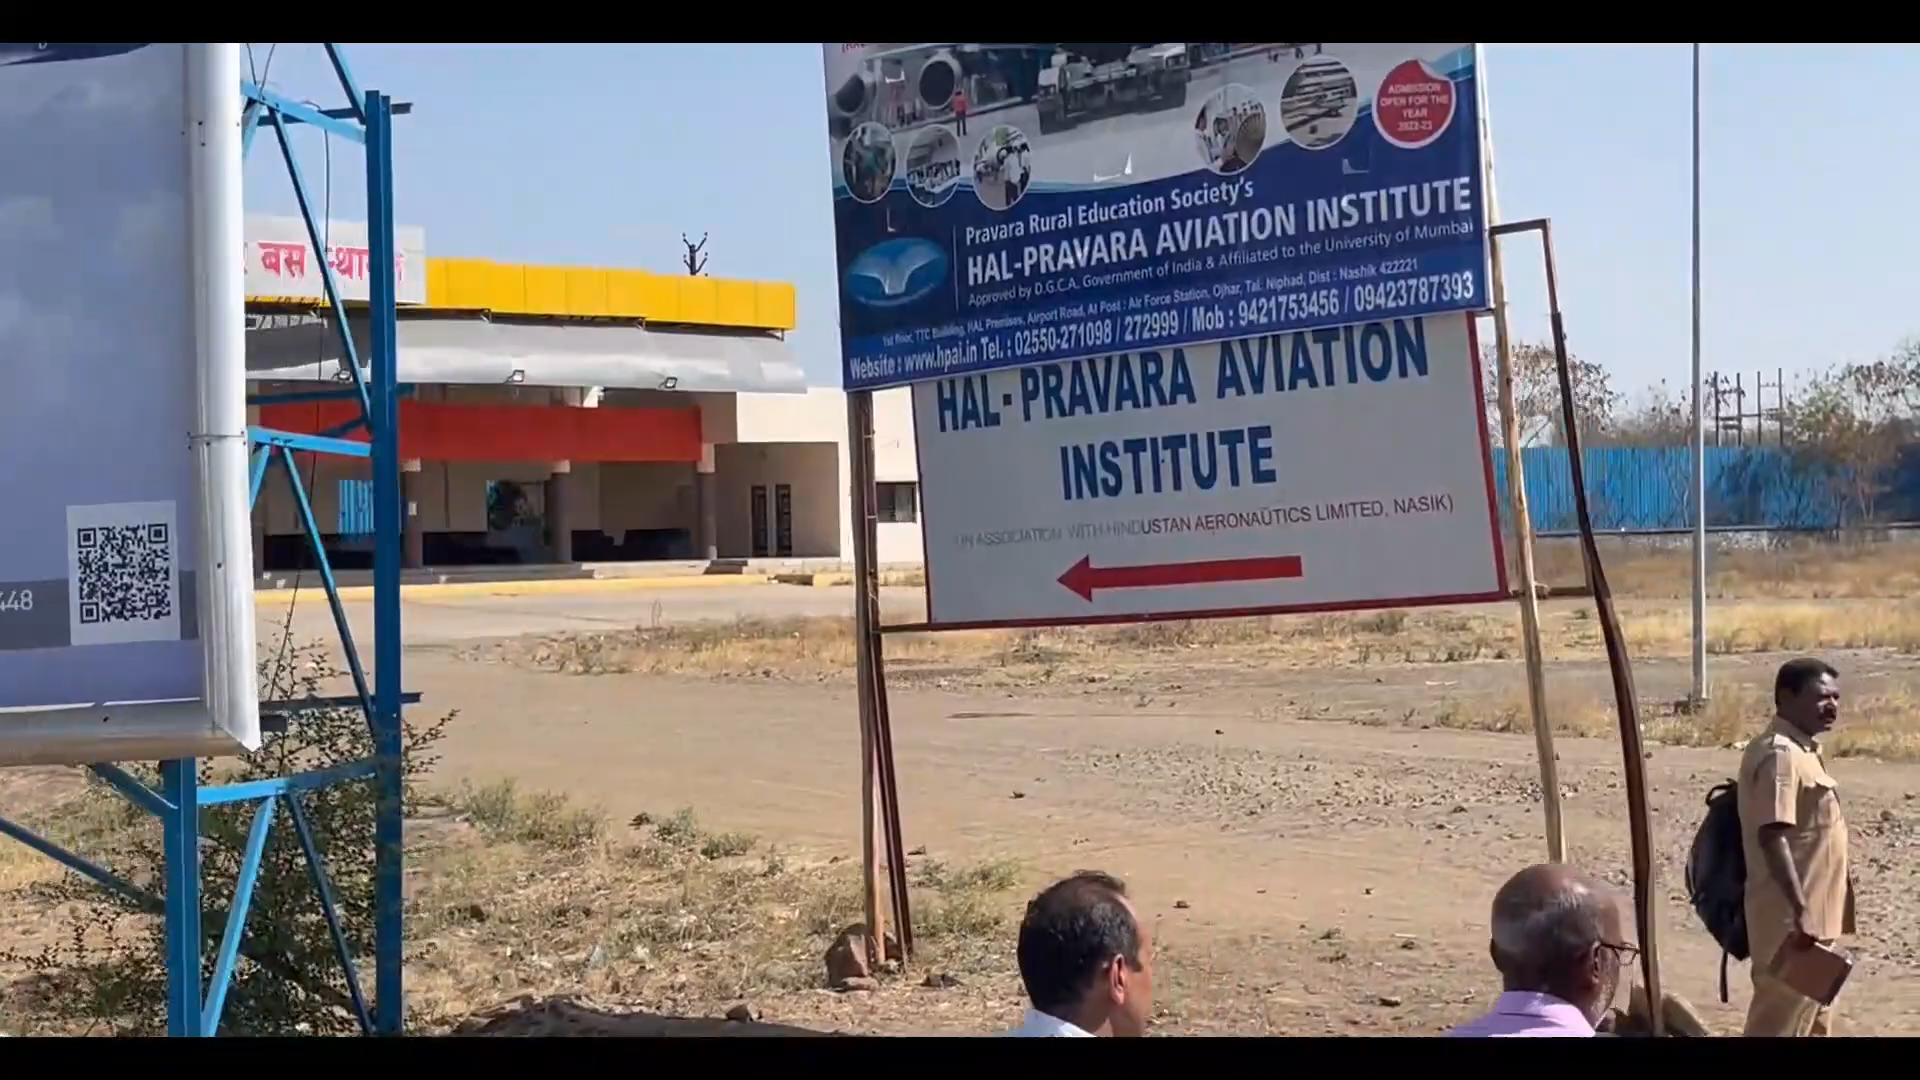 448
बस स्थानक
ADMISSION
OPEN FOR THE
YEAR
2022-23
Pravara Rural Education Society's
HAL-PRAVARA AVIATION INSTITUTE
Approved by D.G.C.A. Government of India & Affiliated to the University of Mumbai
1st floor, TTC Building, HAL Premises, Airport Road, At Post : Air Force Station, Ojhar, Tal. Niphad, Dist : Nashik 422221
Website : www.hpai.in Tel. : 02550-271098 / 272999 / Mob : 9421753456 / 09423787393
HAL- PRAVARA AVIATION
INSTITUTE
(IN ASSOCIATION WITH HINDUSTAN AERONAUTICS LIMITED, NASIK)